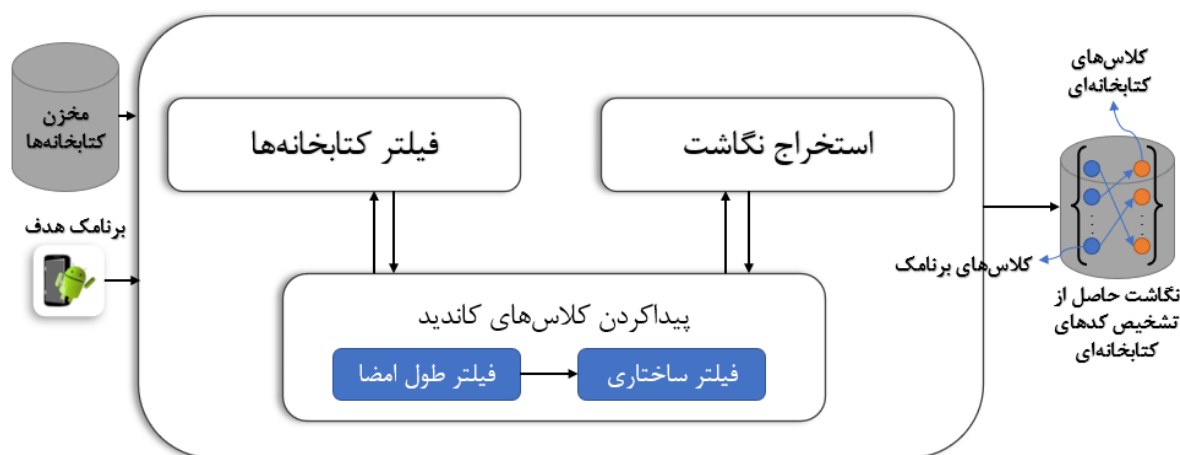 کلاس‌های
کتابخانه‌ای
مخزن
کتابخانه‌ها
فیلتر کتابخانه‌ها
استخراج نگاشت
برنامک هدف
کلاس‌های برنامک
پیداکردن کلاس‌های کاندید
فیلتر طول امضا
فیلتر ساختاری
نگاشت حاصل از
تشخیص کدهای
کتابخانه‌ای